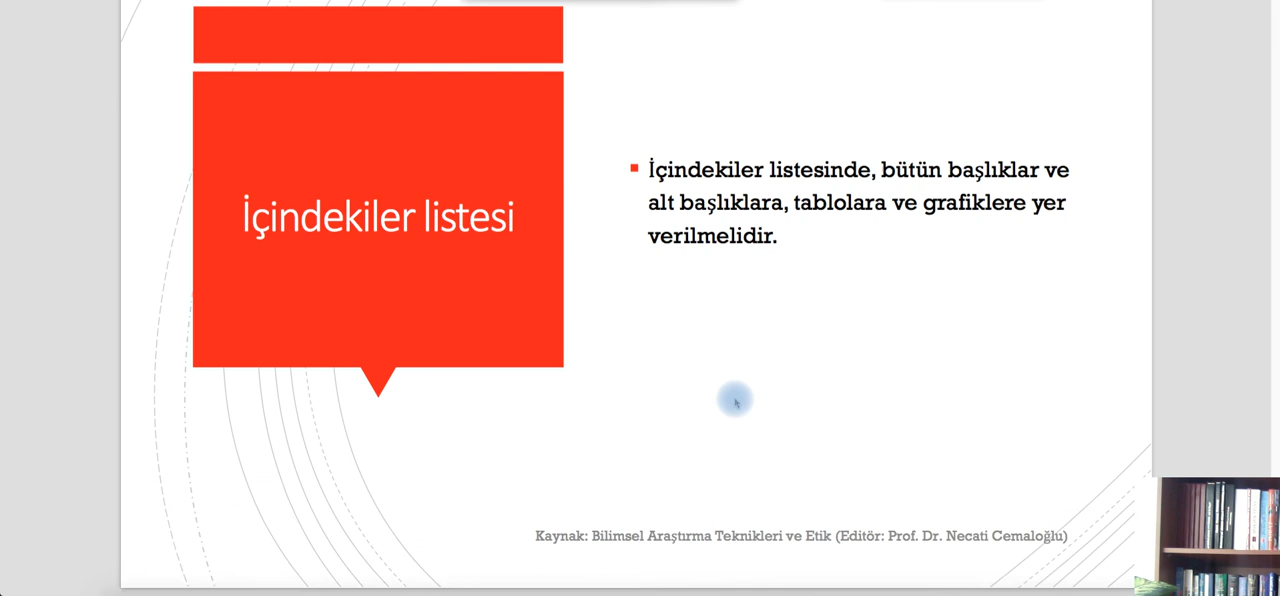 İçindekiler listesi
İçindekiler listesinde, bütün başlıklar ve
alt başlıklara, tablolara ve grafiklere yer
verilmelidir.
Kaynak: Bilimsel Araştırma Teknikleri ve Etik (Editör: Prof. Dr. Necati Cemaloğlu)